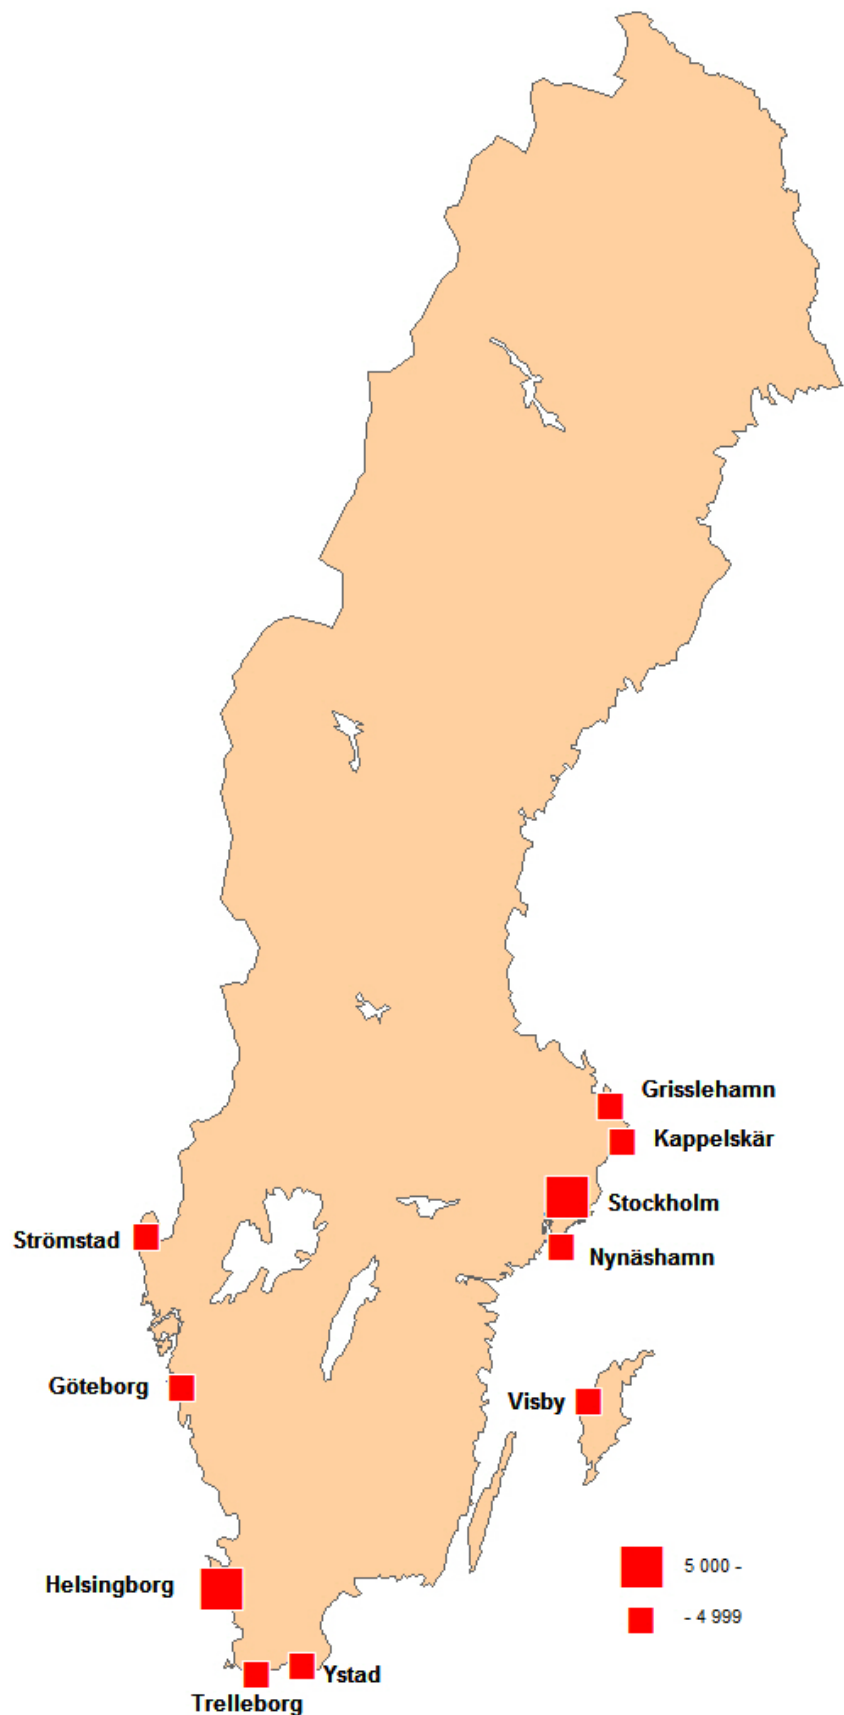 Grisslehamn
Kappelskär
Stockholm
Strömstad
Nynäshamn
Göteborg
Visby
Helsingborg
5 000 -
- 4 999
Ystad
Trelleborg